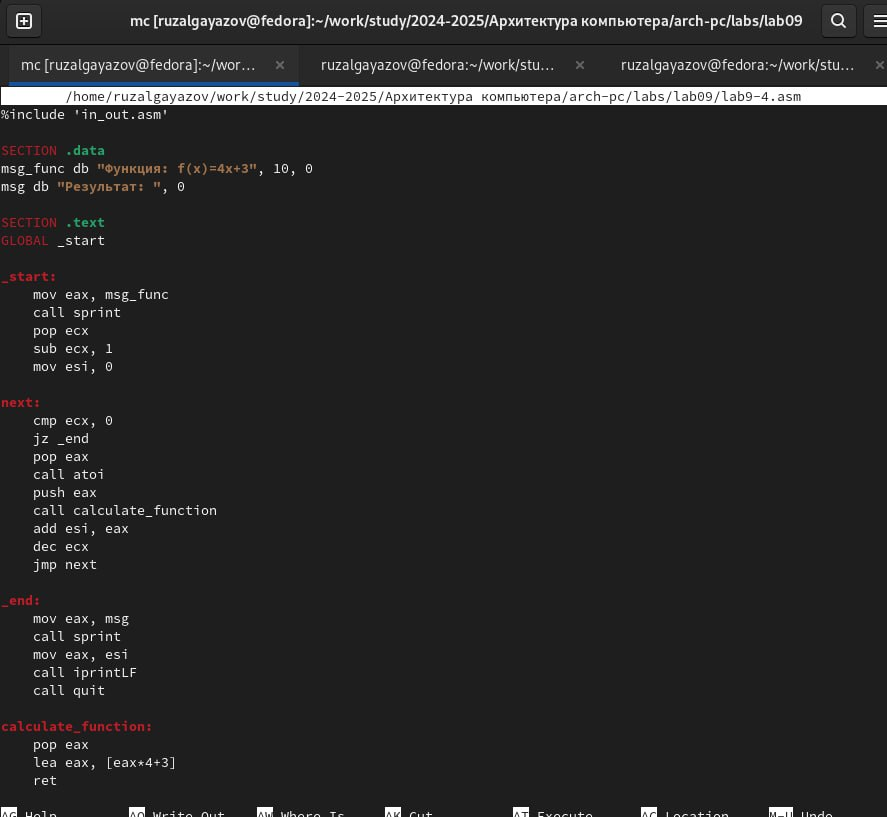 mc [ruzalgayazov@fedora]:~/work/study/2024-2025/Архитектура компьютера/arch-pc/labs/lab09
mc [ruzalgayazov@fedora]:~/wor... × ruzalgayazov@fedora:~/work/stu... × ruzalgayazov@fedora:~/work/stu... ×
/home/ruzalgayazov/work/study/2024-2025/Архитектура компьютера/arch-pc/labs/lab09/lab9-4.asm
%include 'in_out.asm'
SECTION .data
msg_func db "Функция: f(x)=4x+3", 10, 0
msg db "Результат: ", 0
SECTION .text
GLOBAL _start
_start:
mov eax, msg_func
call sprint
pop ecx
sub ecx, 1
mov esi, 0
next:
cmp ecx, 0
jz _end
pop eax
call atoi
push eax
call calculate_function
add esi, eax
dec ecx
jmp next
_end:
mov eax, msg
call sprint
mov eax, esi
call iprintLF
call quit
calculate_function:
pop eax
lea eax, [eax*4+3]
ret
^G Help ^O Write Out ^W Where Is ^K Cut ^T Execute ^C Location M-U Undo